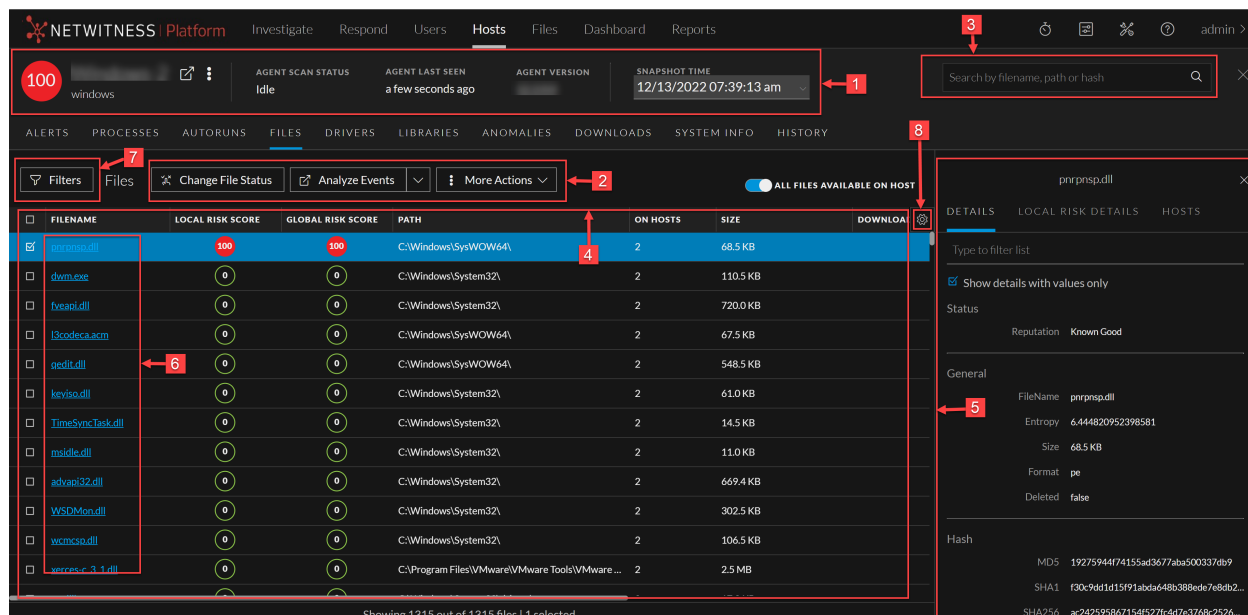 NETWITNESS Platform Investigate Respond Users Hosts Files Dashboard Reports 3 admin >
100 windows AGENT SCAN STATUS Idle AGENT LAST SEEN a few seconds ago AGENT VERSION SNAPSHOT TIME 12/13/2022 07:39:13 am 1 Search by filename, path or hash
ALERTS PROCESSES AUTORUNS FILES DRIVERS LIBRARIES ANOMALIES DOWNLOADS SYSTEM INFO HISTORY 8
7
Filters Files Change File Status Analyze Events More Actions 2 ALL FILES AVAILABLE ON HOST
FILENAME LOCAL RISK SCORE GLOBAL RISK SCORE PATH ON HOSTS SIZE DOWNLOA
pnrpnsp.dll 100 100 C:\Windows\SysWOW64\ 2 68.5 KB
4
dwm.exe 0 0 C:\Windows\System32\ 2 110.5 KB
fveapi.dll 0 0 C:\Windows\System32\ 2 720.0 KB
l3codeca.acm 0 0 C:\Windows\SysWOW64\ 2 67.5 KB
qedit.dll 6 0 0 C:\Windows\SysWOW64\ 2 548.5 KB
keyiso.dll 0 0 C:\Windows\System32\ 2 61.0 KB
TimeSyncTask.dll 0 0 C:\Windows\System32\ 2 14.5 KB
msidle.dll 0 0 C:\Windows\System32\ 2 11.0 KB
advapi32.dll 0 0 C:\Windows\System32\ 2 669.4 KB
WSDMon.dll 0 0 C:\Windows\System32\ 2 302.5 KB
wcmcsp.dll 0 0 C:\Windows\System32\ 2 106.5 KB
xerces-c_3_1.dll 0 0 C:\Program Files\VMware\VMware Tools\VMware ... 2 2.5 MB
Showing 1315 out of 1315 files | 1 selected
pnrpnsp.dll
DETAILS LOCAL RISK DETAILS HOSTS
Type to filter list
Show details with values only
Status
Reputation Known Good
General
FileName pnrpnsp.dll
5
Entropy 6.444820952398581
Size 68.5 KB
Format pe
Deleted false
Hash
MD5 19275944f74155ad3677aba500337db9
SHA1 f30c9dd1d15f91abda648b388ede7e8db2...
SHA256 ac242595867154f527fc4d7e3768c2526...